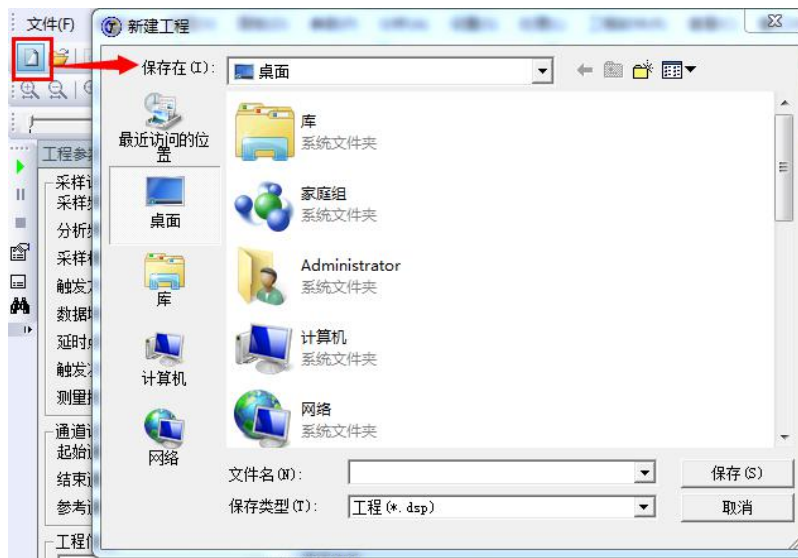 文件(F)
新建工程
保存在(I):
桌面
最近访问的位
置
桌面
库
计算机
网络
库
系统文件夹
家庭组
系统文件夹
Administrator
系统文件夹
计算机
系统文件夹
网络
系统文件夹
文件名(N):
保存(S)
保存类型(T):
工程(*.dsp)
取消
工程参
采样
采样
分析
采样
触发
数据
延时
触发
测量
通道
起始
结束
参考
工程